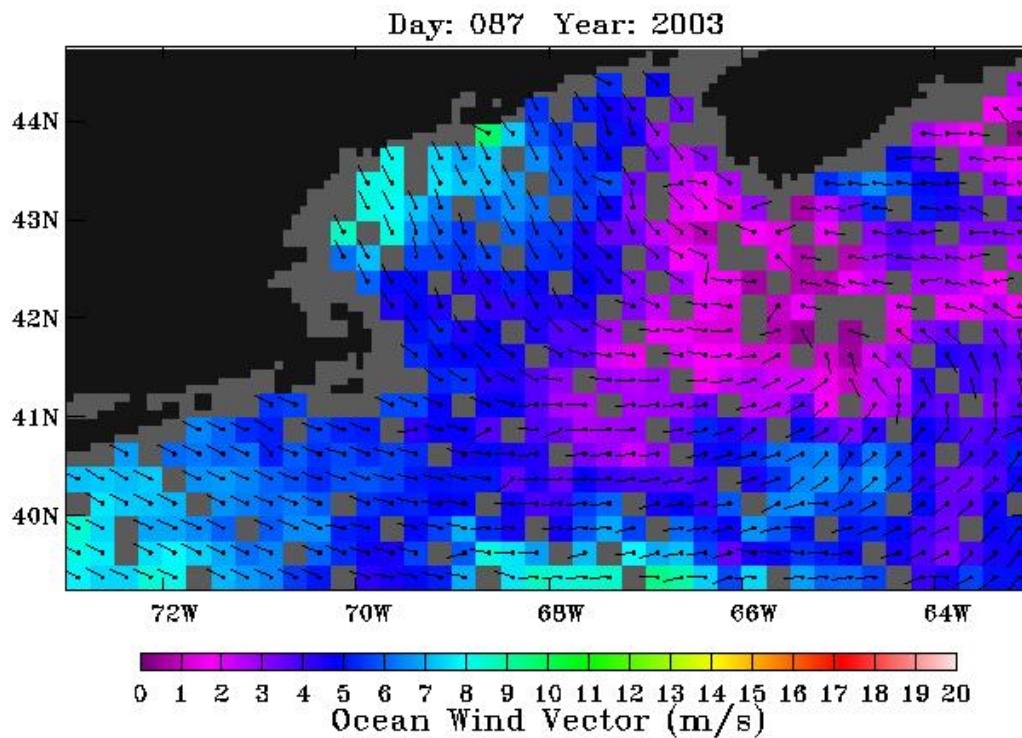 Day: 087 Year: 2003
44N
43N
42N
41N
40N
72W 70W 68W 66W 64W
0 1 2 3 4 5 6 7 8 9 10 11 12 13 14 15 16 17 18 19 20
Ocean Wind Vector (m/s)